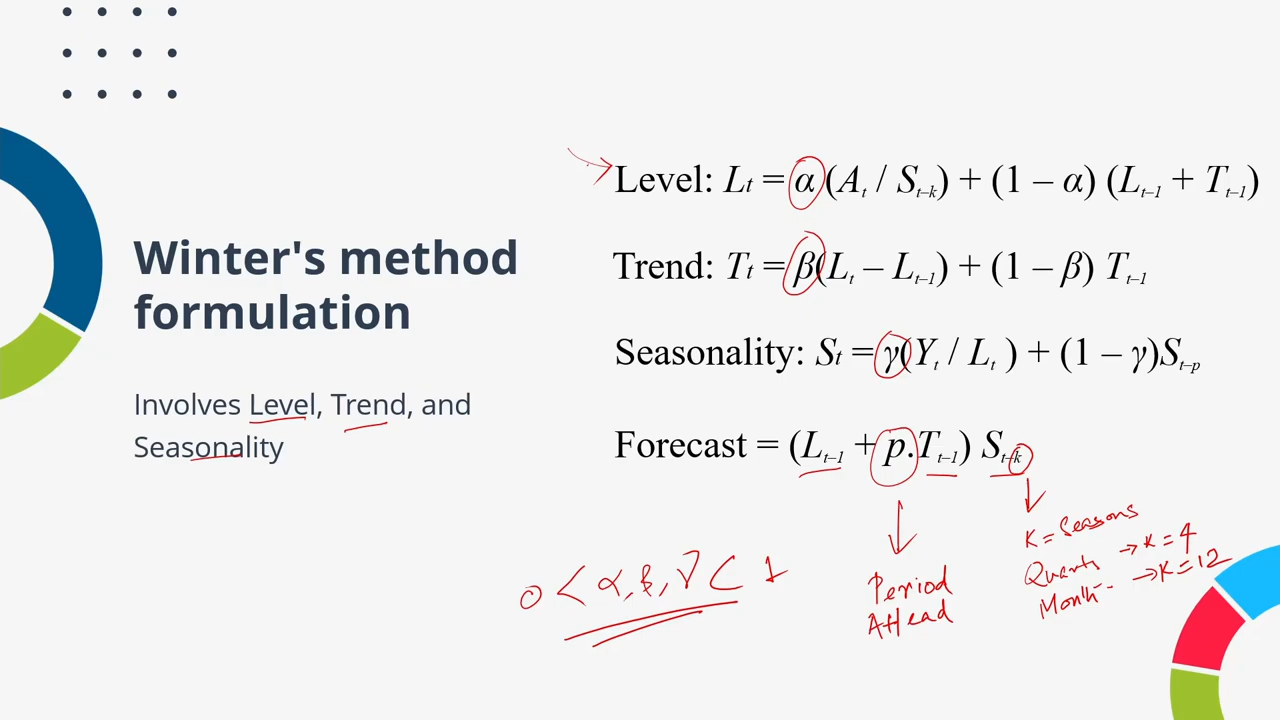 Winter's method
formulation
Involves Level, Trend, and
Seasonality
Level: Lt = α (At / St–k) + (1 – α) (Lt–1 + Tt–1)
Trend: Tt = β(Lt – Lt–1) + (1 – β) Tt–1
Seasonality: St = γ(Yt / Lt ) + (1 – γ)St–p
Forecast = (Lt–1 + p.Tt–1) St–k
0 < α, β, γ < 1
Period
AHead
K = Seasons
→ K = 4
Month → K = 12